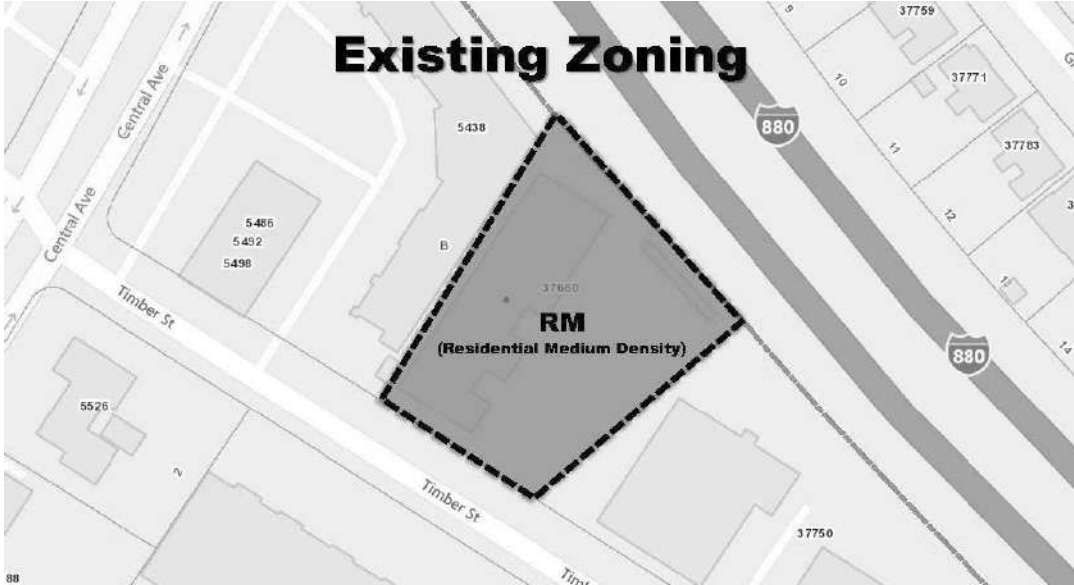 Existing Zoning
37759
9
37771
10
880
37783
11
5438
Central Ave
12
5486
5492
5498
B
Central Ave
13
37660
Timber St
RM
(Residential Medium Density)
14
880
5526
2
Timber St
37750
88